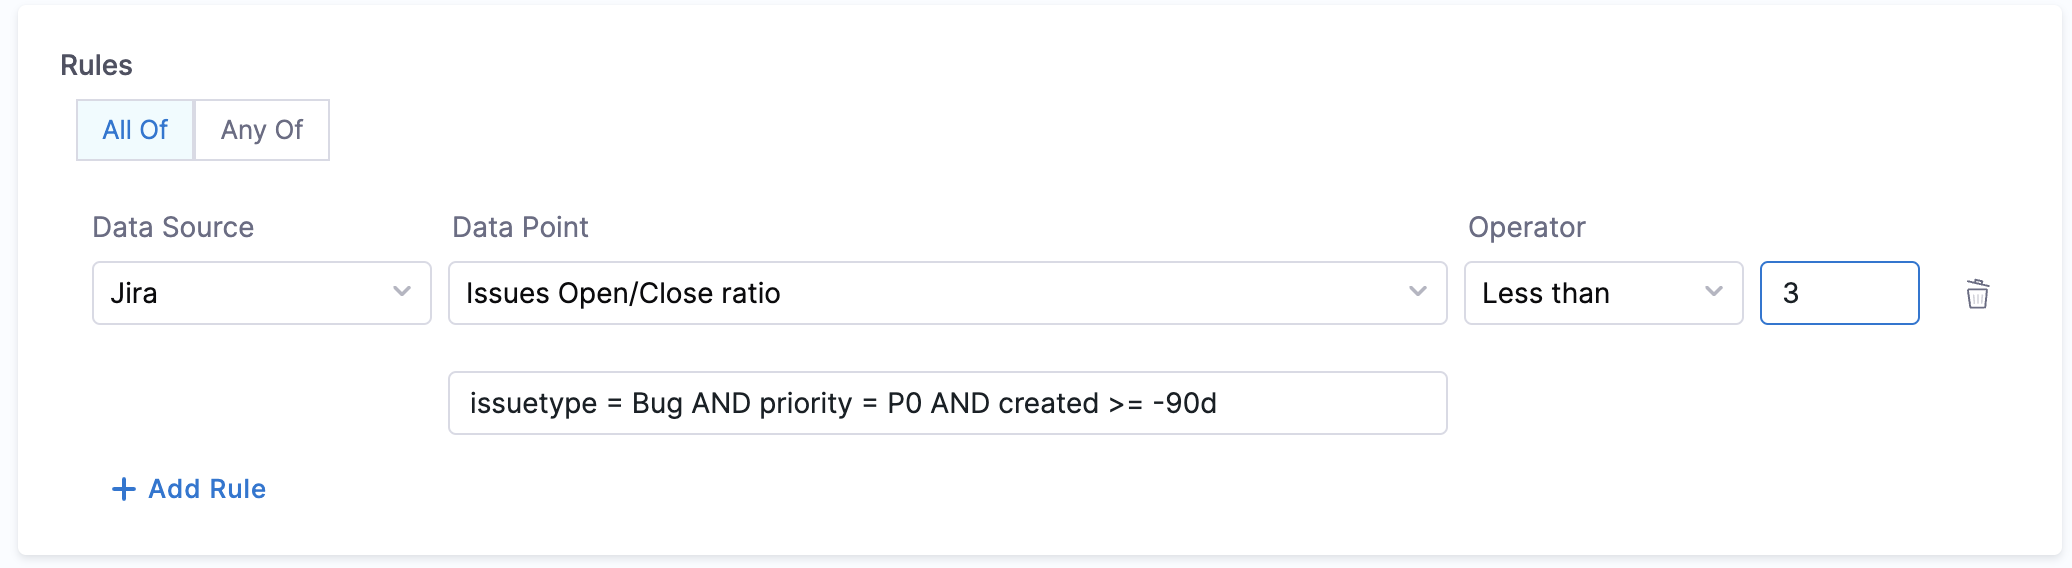 Rules
All Of Any Of
Data Source Data Point Operator
Jira Issues Open/Close ratio Less than 3
issuetype = Bug AND priority = P0 AND created >= -90d
+ Add Rule